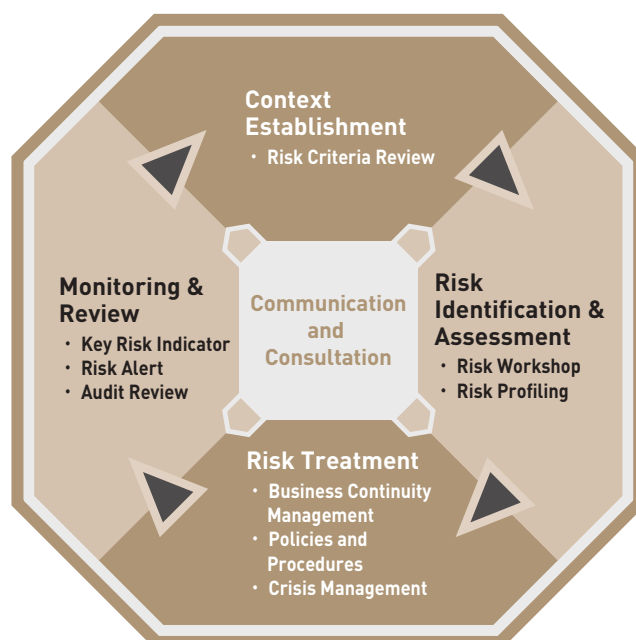 Context
Establishment
• Risk Criteria Review
Monitoring &
Review
• Key Risk Indicator
• Risk Alert
• Audit Review
Communication
and
Consultation
Risk
Identification &
Assessment
• Risk Workshop
• Risk Profiling
Risk Treatment
• Business Continuity
Management
• Policies and
Procedures
• Crisis Management